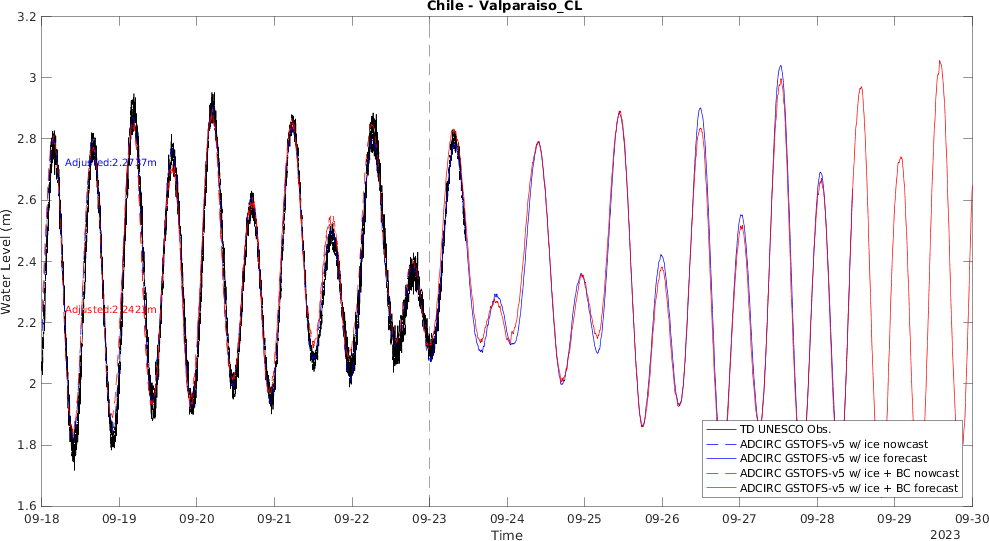 Chile - Valparaiso_CL
3.2
3
2.8
2.6
2.4
2.2
2
1.8
1.6
Water Level (m)
Adjusted:2.2737m
Adjusted:2.2421m
TD UNESCO Obs.
ADCIRC GSTOFS-v5 w/ ice nowcast
ADCIRC GSTOFS-v5 w/ ice forecast
ADCIRC GSTOFS-v5 w/ ice + BC nowcast
ADCIRC GSTOFS-v5 w/ ice + BC forecast
09-18 09-19 09-20 09-21 09-22 09-23 09-24 09-25 09-26 09-27 09-28 09-29 09-30
Time
2023